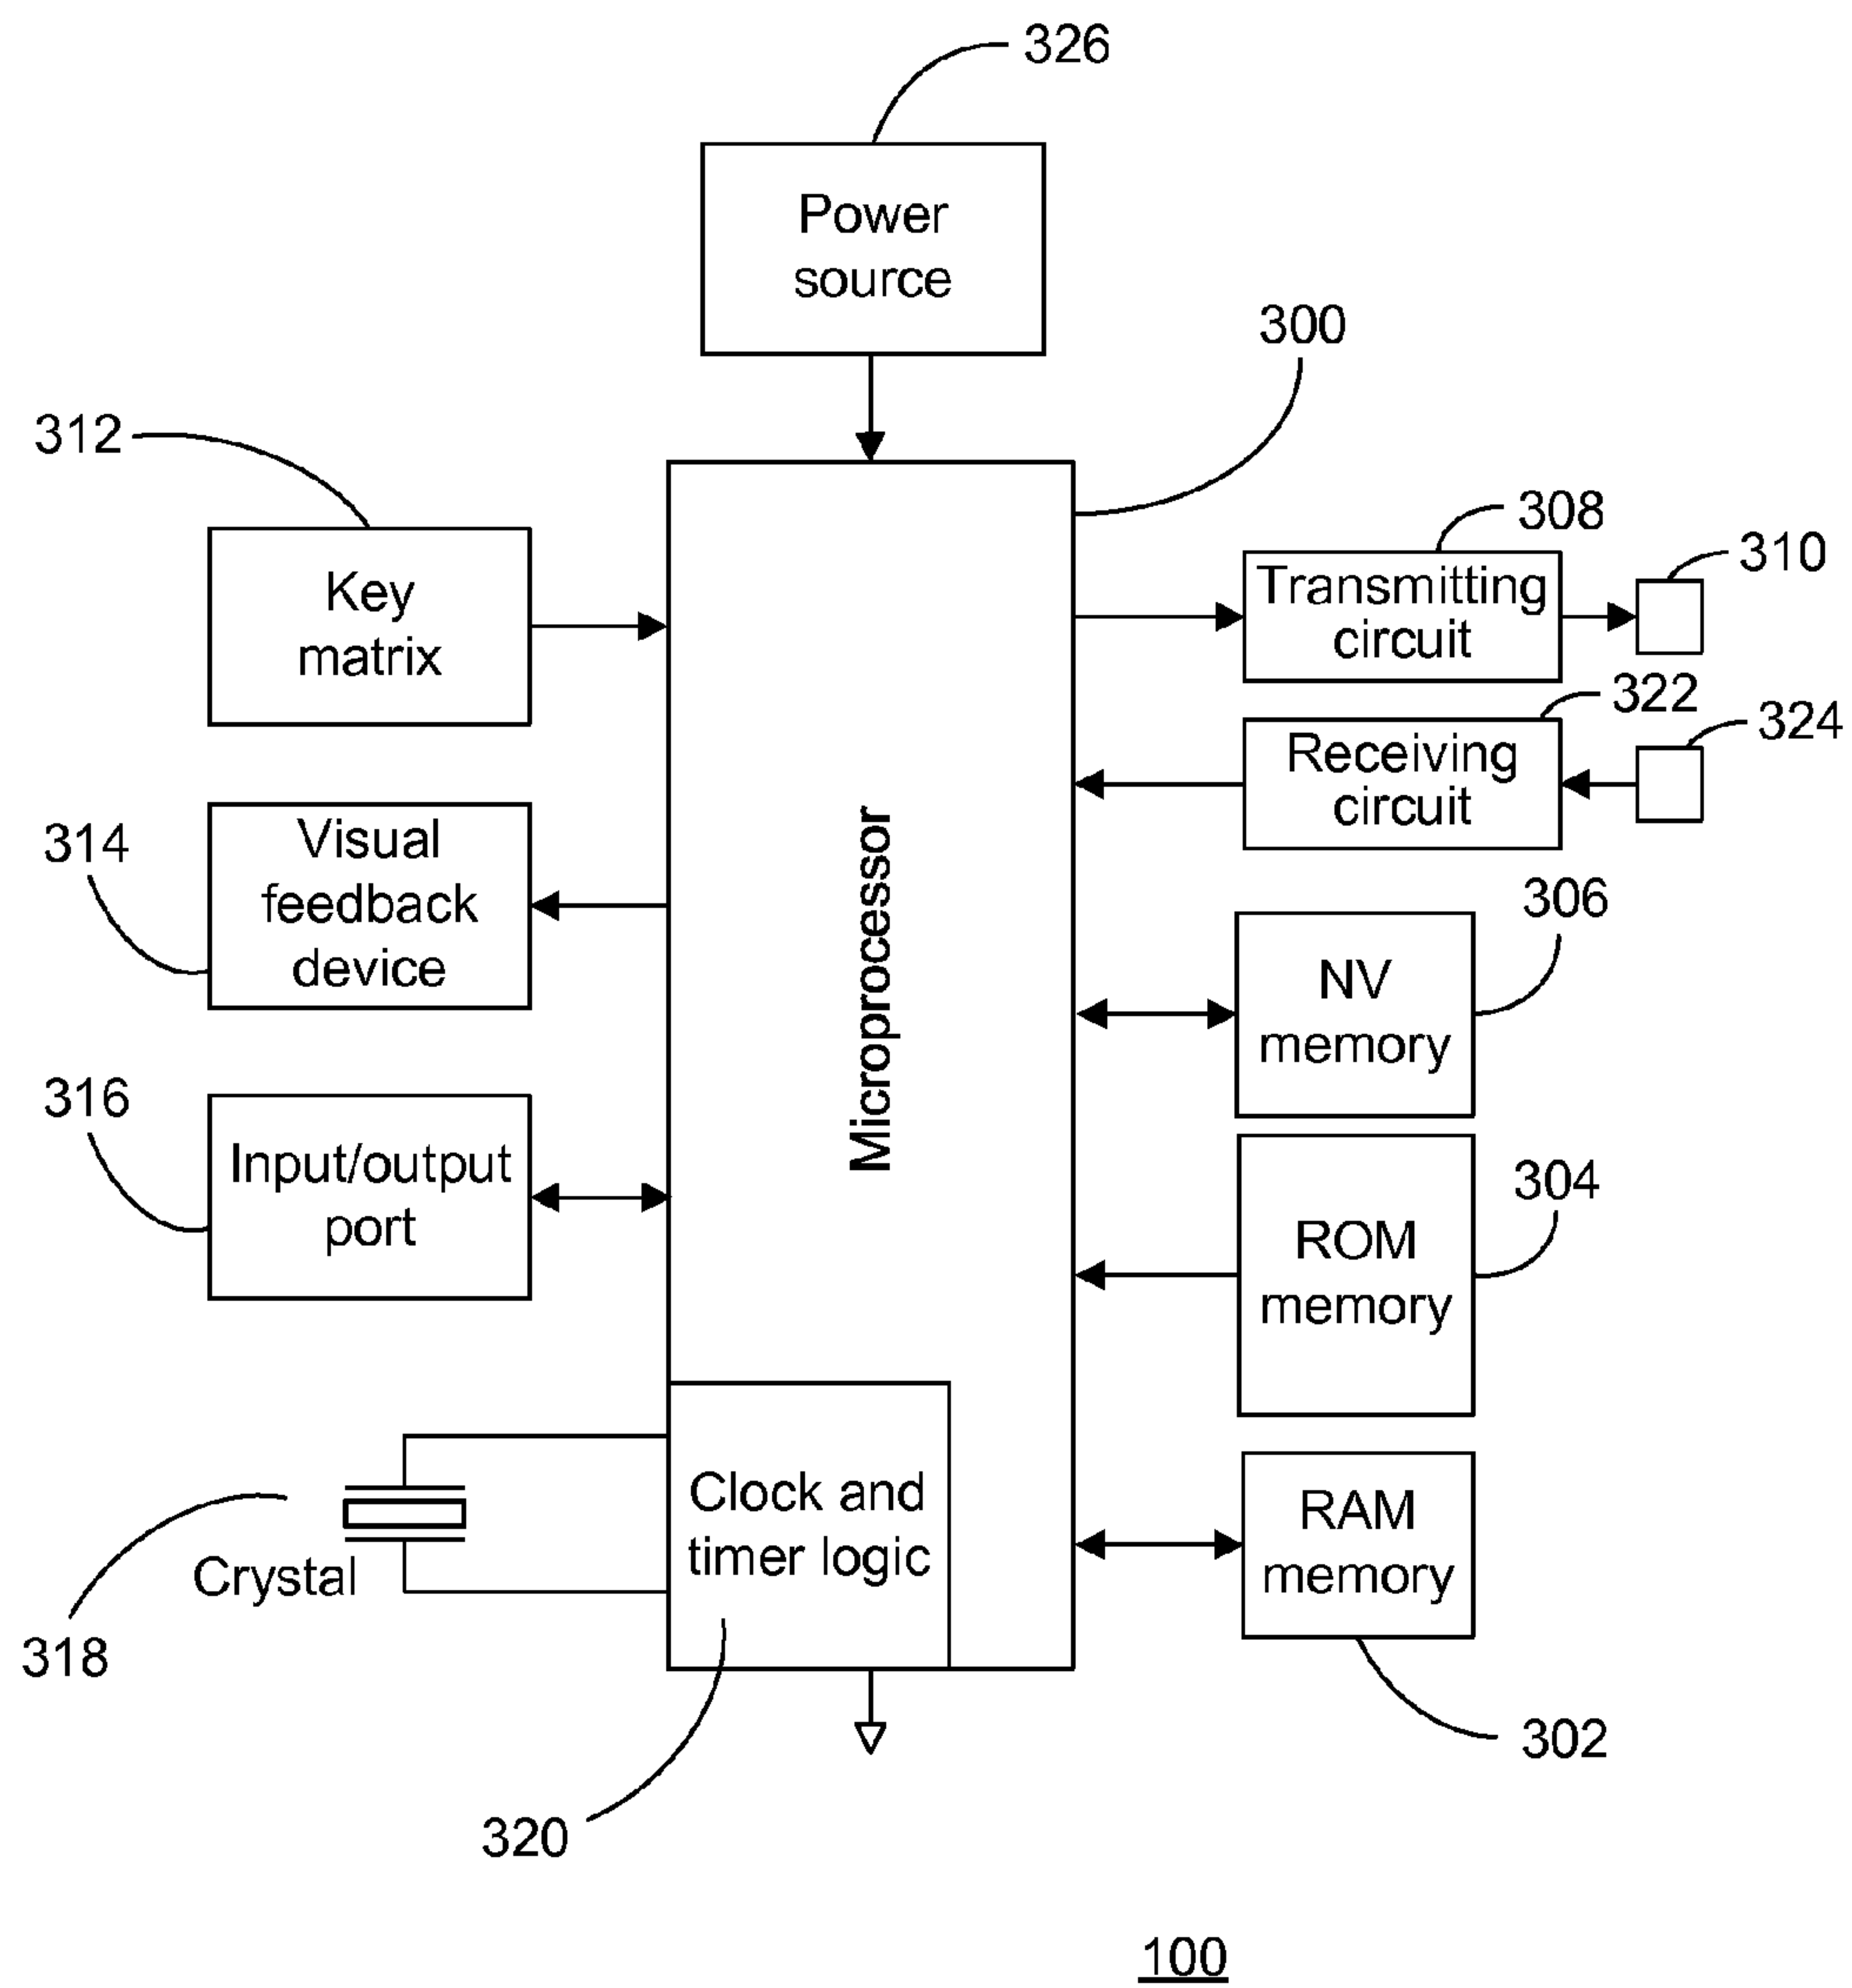 326
Power
source
300
312
308
310
Key
matrix
Transmitting
circuit
322
324
Receiving
circuit
314
Visual
feedback
device
Microprocessor
306
NV
memory
316
Input/output
port
304
ROM
memory
Clock and
timer logic
RAM
memory
Crystal
318
302
320
100